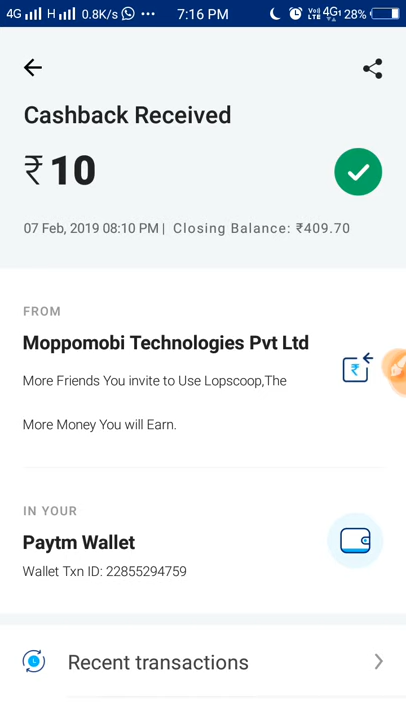 4G H 0.8K/s ... 7:16 PM 4G 28%
Cashback Received
₹ 10
07 Feb, 2019 08:10 PM | Closing Balance: ₹409.70
FROM
Moppomobi Technologies Pvt Ltd
More Friends You invite to Use Lopscoop,The
₹
More Money You will Earn.
IN YOUR
Paytm Wallet
Wallet Txn ID: 22855294759
Recent transactions